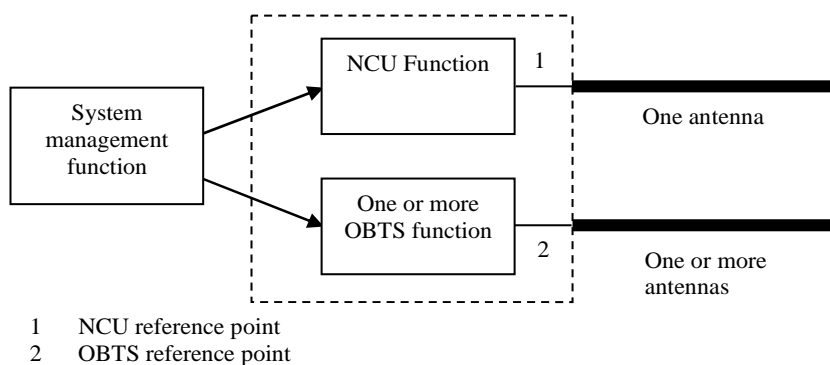 System
management
function
NCU Function
1
One antenna
One or more
OBTS function
2
One or more
antennas
1 NCU reference point
2 OBTS reference point